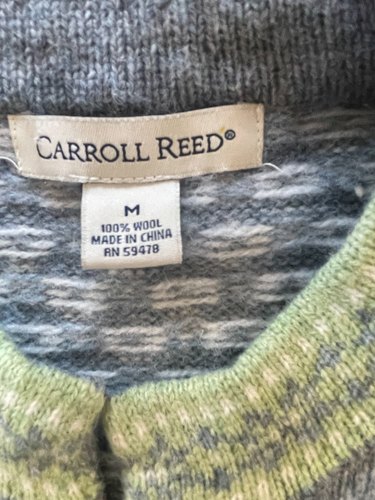 CARROLL REED®
M
100% WOOL
MADE IN CHINA
RN 59478